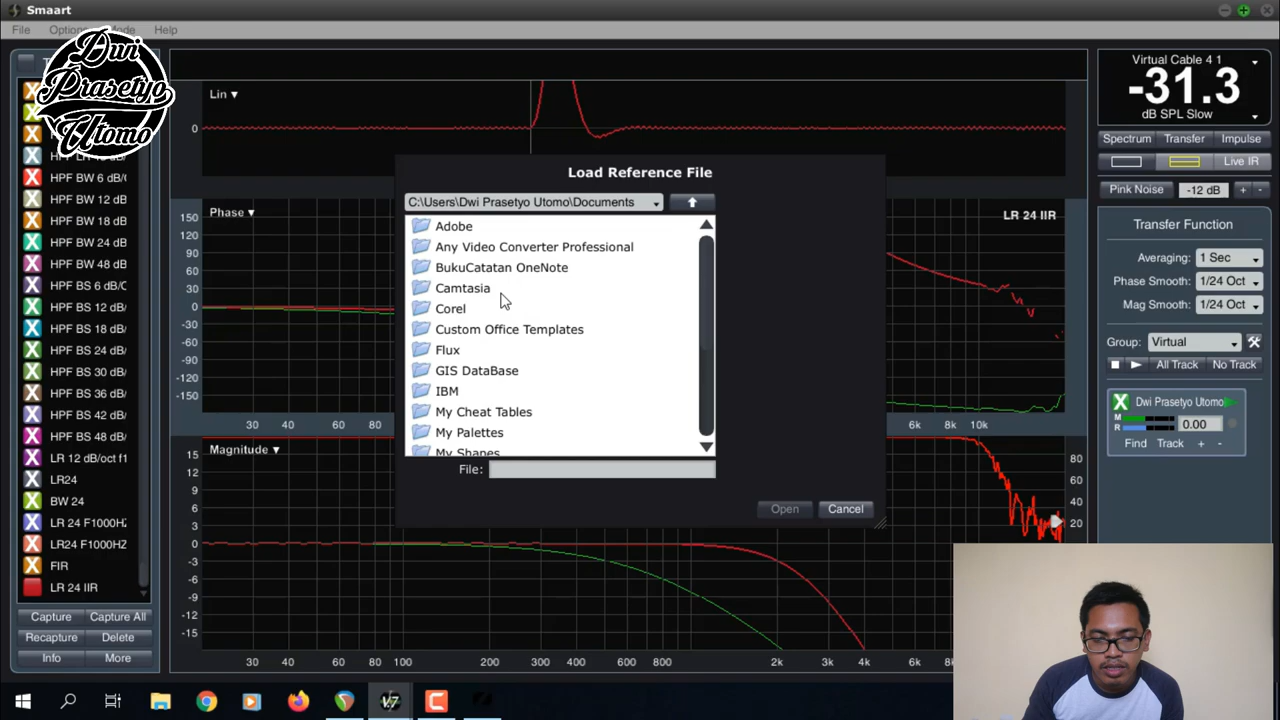 Smaart
File
Options
Mode
Help
Dwi
Prasetyo
Utomo
HPF BW 6 dB/
HPF BW 12 dB
HPF BW 18 dB
HPF BW 24 dB
HPF BW 48 dB/
HPF BS 6 dB/C
HPF BS 12 dB/
HPF BS 18 dB/
HPF BS 24 dB/
HPF BS 30 dB/
HPF BS 36 dB/
HPF BS 42 dB/
HPF BS 48 dB/
LR 12 dB/oct f1
LR24
BW 24
LR 24 F1000HZ
LR24 F1000HZ
FIR
LR 24 IIR
Capture
Capture All
Recapture
Delete
Info
More
Lin ▾
0
Phase ▾
LR 24 IIR
150
120
90
60
30
0
-30
-60
-90
-120
-150
30 40 60 80
6k 8k 10k
Magnitude ▾
15
12
9
6
3
0
-3
-6
-9
-12
-15
80
60
40
20
30 40 60 80 100 200 300 400 600 800 2k 3k 4k
Load Reference File
C:\Users\Dwi Prasetyo Utomo\Documents
Adobe
Any Video Converter Professional
BukuCatatan OneNote
Camtasia
Corel
Custom Office Templates
Flux
GIS DataBase
IBM
My Cheat Tables
My Palettes
My Shapes
File:
Open
Cancel
Virtual Cable 4 1
-31.3
dB SPL Slow
Spectrum
Transfer
Impulse
Live IR
Pink Noise
-12 dB
+
-
Transfer Function
Averaging: 1 Sec
Phase Smooth: 1/24 Oct
Mag Smooth: 1/24 Oct
Group: Virtual
All Track
No Track
Dwi Prasetyo Utomo
M
R
0.00
Find
Track
+
-
V.7